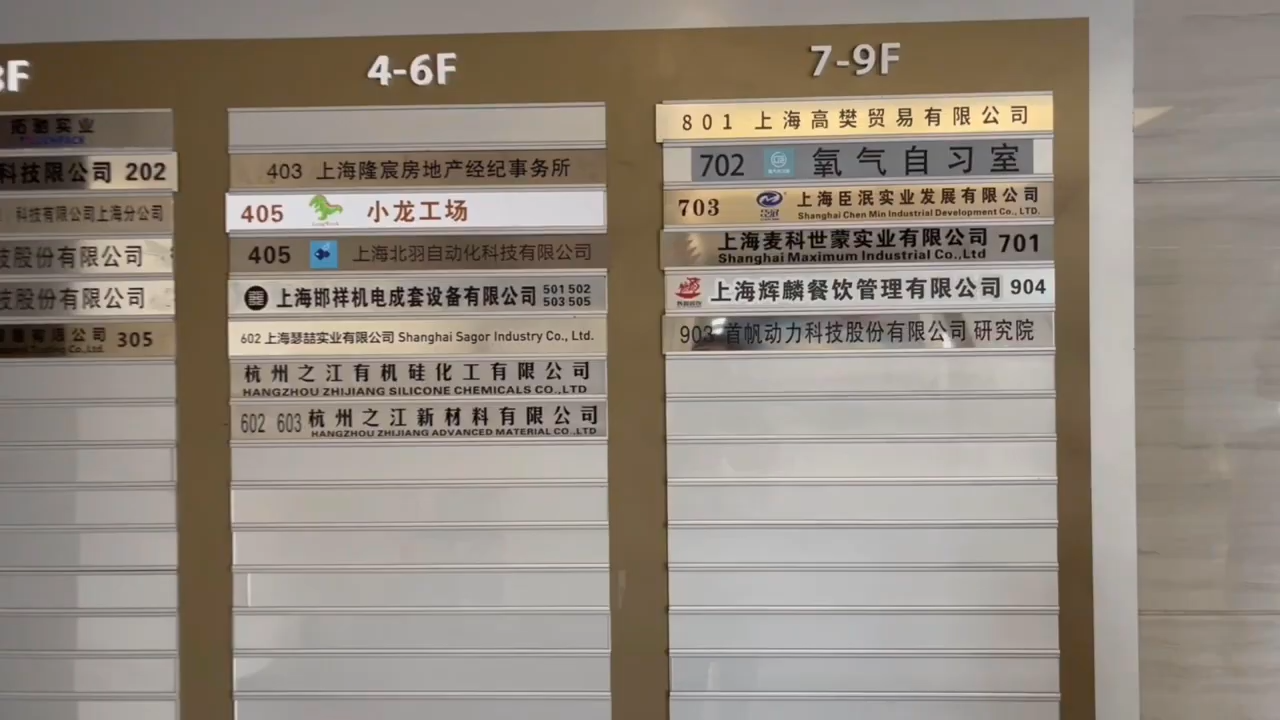 4-6F
7-9F
拓驰实业
科技限公司 202
科技有限公司上海分公司
技股份有限公司
技股份有限公司
有限公司 305
403 上海隆宸房地产经纪事务所
405 小龙工场
405 上海北羽自动化科技有限公司
上海邯祥机电成套设备有限公司 501 502
503 505
602 上海瑟喆实业有限公司 Shanghai Sagor Industry Co., Ltd.
杭州之江有机硅化工有限公司
HANGZHOU ZHIJIANG SILICONE CHEMICALS CO.,LTD
602 603 杭州之江新材料有限公司
HANGZHOU ZHIJIANG ADVANCED MATERIAL CO.,LTD
801 上海高樊贸易有限公司
702 氧气自习室
703 上海臣泯实业发展有限公司
Shanghai Chen Min Industrial Development Co., LTD.
上海麦科世蒙实业有限公司 701
Shanghai Maximum Industrial Co.,Ltd
上海辉麟餐饮管理有限公司 904
903 首帆动力科技股份有限公司 研究院